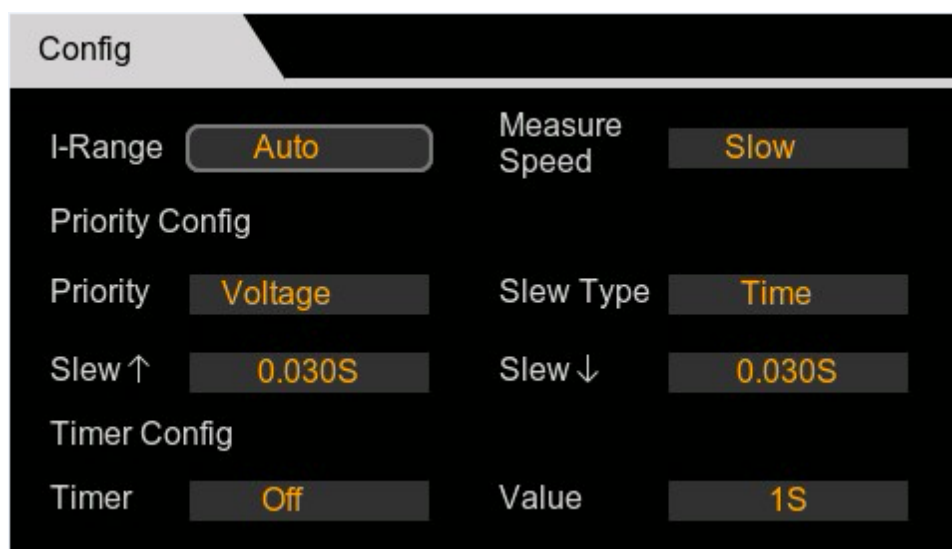 Config
I-Range Auto Measure Speed Slow
Priority Config
Priority Voltage Slew Type Time
Slew↑ 0.030S Slew↓ 0.030S
Timer Config
Timer Off Value 1S